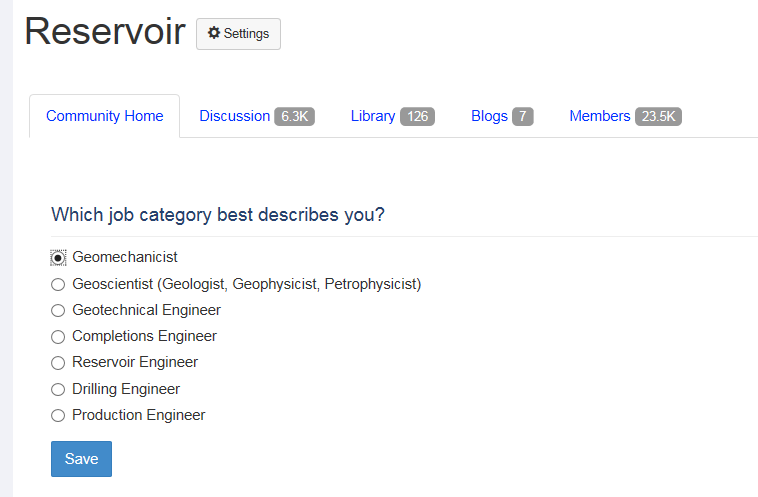 Reservoir Settings
Community Home Discussion 6.3K Library 126 Blogs 7 Members 23.5K
Which job category best describes you?
Geomechanicist
Geoscientist (Geologist, Geophysicist, Petrophysicist)
Geotechnical Engineer
Completions Engineer
Reservoir Engineer
Drilling Engineer
Production Engineer
Save